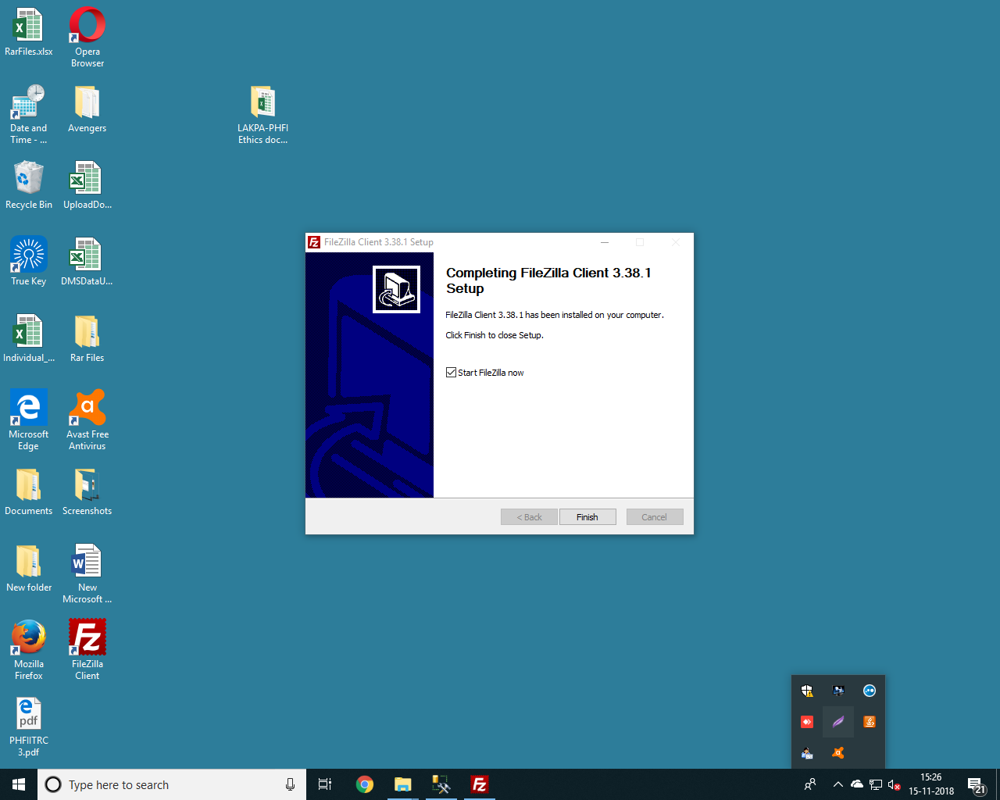 RarFiles.xlsx
Opera
Browser
Date and
Time - ...
Avengers
LAKPA-PHFI
Ethics doc...
Recycle Bin
UploadDo...
True Key
DMSDataU...
Individual_...
Rar Files
Microsoft
Edge
Avast Free
Antivirus
Documents
Screenshots
New folder
New
Microsoft ...
Mozilla
Firefox
FileZilla
Client
pdf
PHFIITRC
3.pdf
FileZilla Client 3.38.1 Setup
Completing FileZilla Client 3.38.1
Setup
FileZilla Client 3.38.1 has been installed on your computer.
Click Finish to close Setup.
Start FileZilla now
< Back
Finish
Cancel
Type here to search
15:26
15-11-2018
21